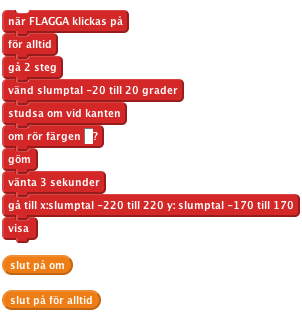 när FLAGGA klickas på
för alltid
gå 2 steg
vänd slumptal -20 till 20 grader
studsa om vid kanten
om rör färgen ?
göm
vänta 3 sekunder
gå till x:slumptal -220 till 220 y: slumptal -170 till 170
visa
slut på om
slut på för alltid